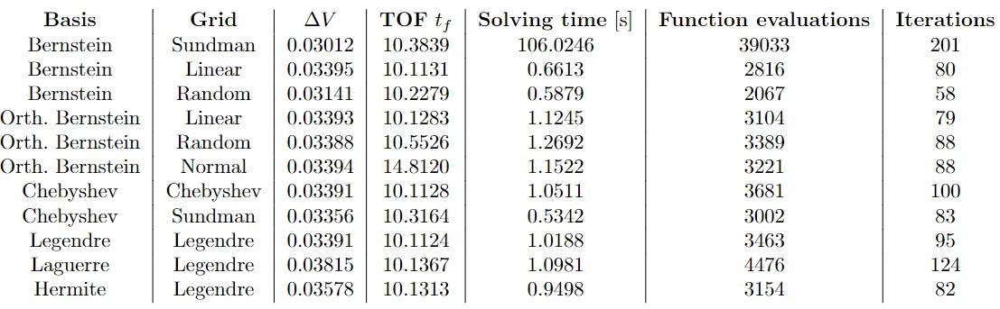 Basis Grid ΔV TOF t_f Solving time [s] Function evaluations Iterations
Bernstein Sundman 0.03012 10.3839 106.0246 39033 201
Bernstein Linear 0.03395 10.1131 0.6613 2816 80
Bernstein Random 0.03141 10.2279 0.5879 2067 58
Orth. Bernstein Linear 0.03393 10.1283 1.1245 3104 79
Orth. Bernstein Random 0.03388 10.5526 1.2692 3389 88
Orth. Bernstein Normal 0.03394 14.8120 1.1522 3221 88
Chebyshev Chebyshev 0.03391 10.1128 1.0511 3681 100
Chebyshev Sundman 0.03356 10.3164 0.5342 3002 83
Legendre Legendre 0.03391 10.1124 1.0188 3463 95
Laguerre Legendre 0.03815 10.1367 1.0981 4476 124
Hermite Legendre 0.03578 10.1313 0.9498 3154 82